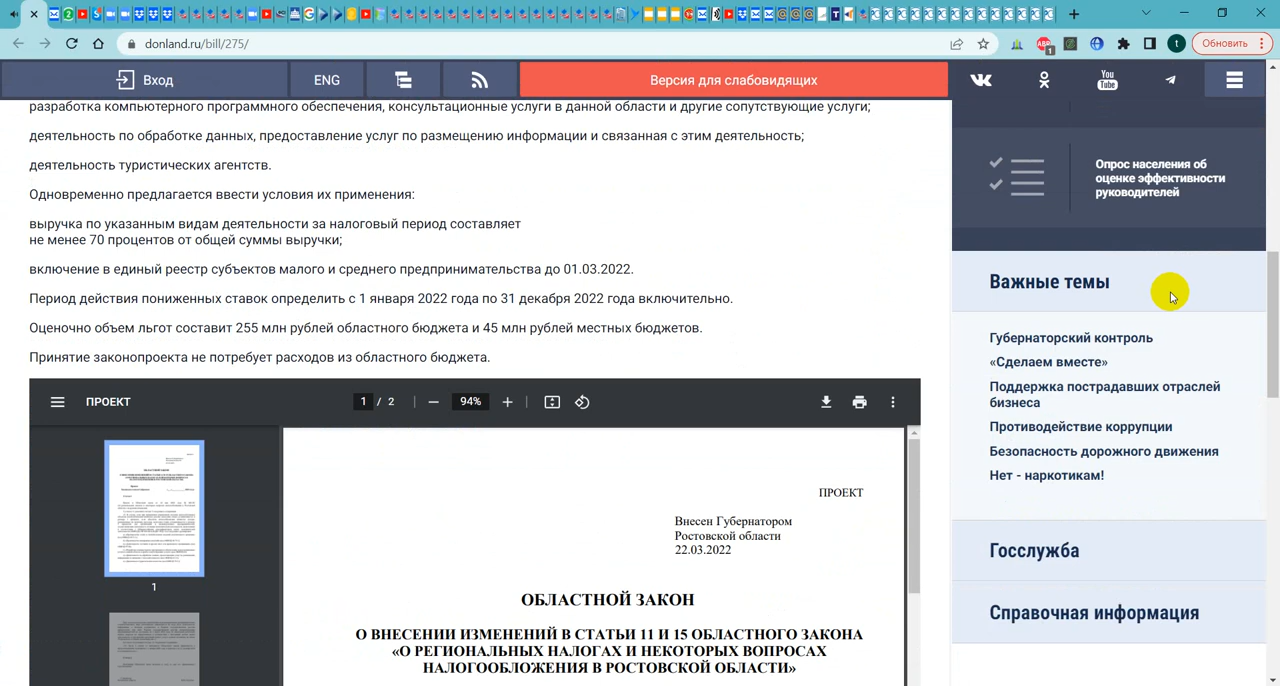 donland.ru/bill/275/
1
t
Обновить
Вход
ENG
Версия для слабовидящих
You
Tube
разработка компьютерного программного обеспечения, консультационные услуги в данной области и другие сопутствующие услуги;
деятельность по обработке данных, предоставление услуг по размещению информации и связанная с этим деятельность;
деятельность туристических агентств.
Одновременно предлагается ввести условия их применения:
выручка по указанным видам деятельности за налоговый период составляет
не менее 70 процентов от общей суммы выручки;
включение в единый реестр субъектов малого и среднего предпринимательства до 01.03.2022.
Период действия пониженных ставок определить с 1 января 2022 года по 31 декабря 2022 года включительно.
Оценочно объем льгот составит 255 млн рублей областного бюджета и 45 млн рублей местных бюджетов.
Принятие законопроекта не потребует расходов из областного бюджета.
ПРОЕКТ
1 / 2
94%
1
ПРОЕКТ
Внесен Губернатором
Ростовской области
22.03.2022
ОБЛАСТНОЙ ЗАКОН
О ВНЕСЕНИИ ИЗМЕНЕНИЙ В СТАТЬИ 11 И 15 ОБЛАСТНОГО ЗАКОНА
«О РЕГИОНАЛЬНЫХ НАЛОГАХ И НЕКОТОРЫХ ВОПРОСАХ
НАЛОГООБЛОЖЕНИЯ В РОСТОВСКОЙ ОБЛАСТИ»
Опрос населения об
оценке эффективности
руководителей
Важные темы
Губернаторский контроль
«Сделаем вместе»
Поддержка пострадавших отраслей
бизнеса
Противодействие коррупции
Безопасность дорожного движения
Нет - наркотикам!
Госслужба
Справочная информация